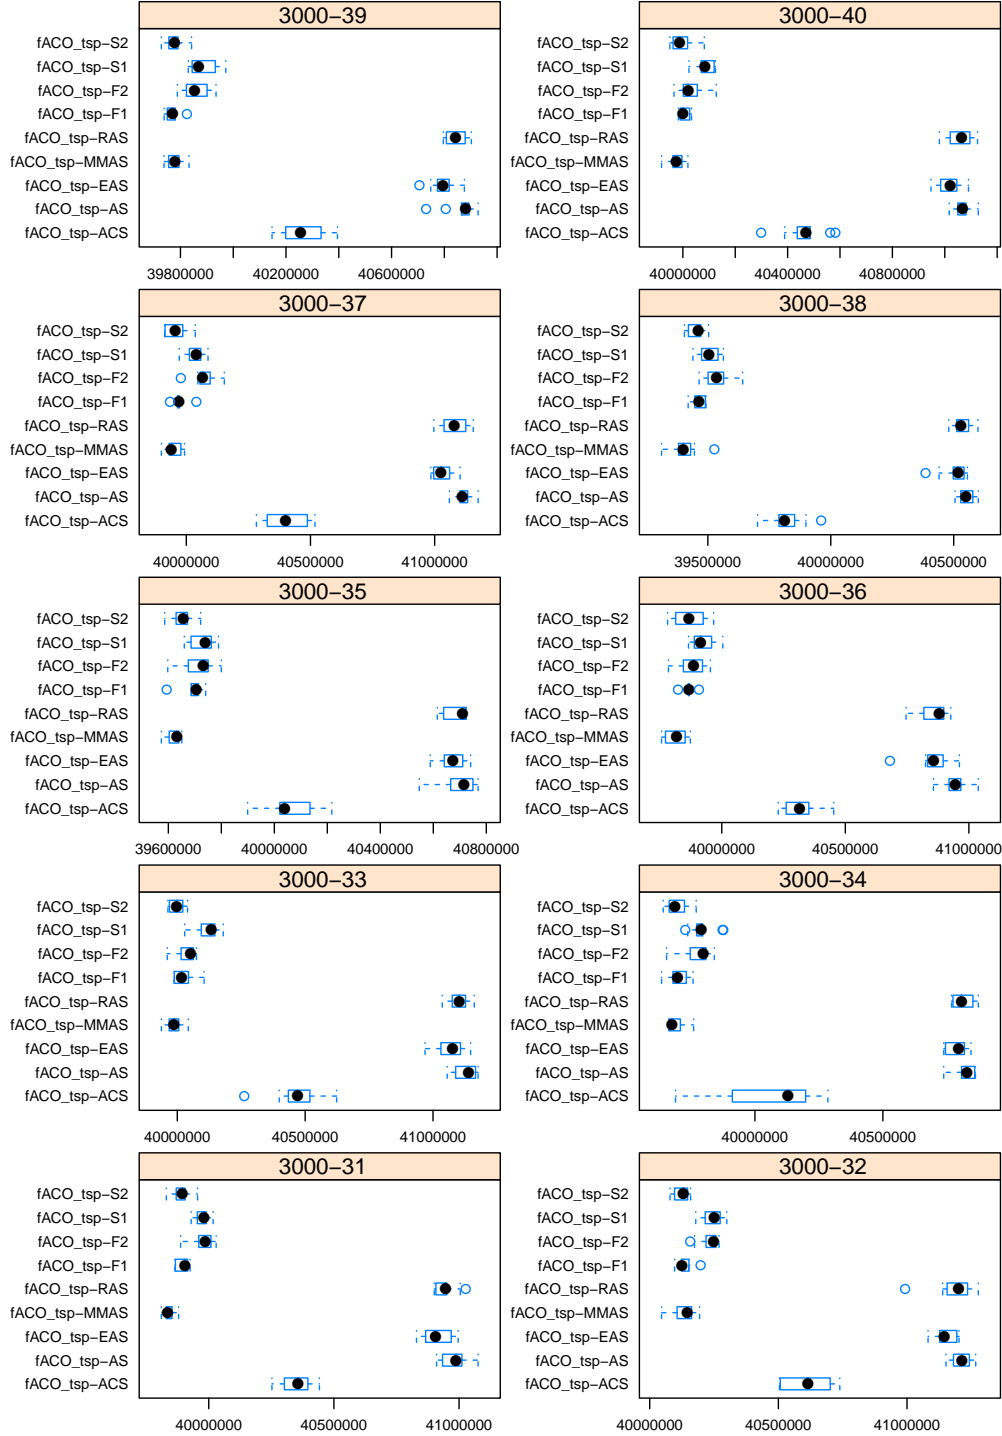 3000−39
fACO_tsp−S2
fACO_tsp−S1
fACO_tsp−F2
fACO_tsp−F1
fACO_tsp−RAS
fACO_tsp−MMAS
fACO_tsp−EAS
fACO_tsp−AS
fACO_tsp−ACS
39800000 40200000 40600000
3000−40
fACO_tsp−S2
fACO_tsp−S1
fACO_tsp−F2
fACO_tsp−F1
fACO_tsp−RAS
fACO_tsp−MMAS
fACO_tsp−EAS
fACO_tsp−AS
fACO_tsp−ACS
40000000 40400000 40800000
3000−37
fACO_tsp−S2
fACO_tsp−S1
fACO_tsp−F2
fACO_tsp−F1
fACO_tsp−RAS
fACO_tsp−MMAS
fACO_tsp−EAS
fACO_tsp−AS
fACO_tsp−ACS
40000000 40500000 41000000
3000−38
fACO_tsp−S2
fACO_tsp−S1
fACO_tsp−F2
fACO_tsp−F1
fACO_tsp−RAS
fACO_tsp−MMAS
fACO_tsp−EAS
fACO_tsp−AS
fACO_tsp−ACS
39500000 40000000 40500000
3000−35
fACO_tsp−S2
fACO_tsp−S1
fACO_tsp−F2
fACO_tsp−F1
fACO_tsp−RAS
fACO_tsp−MMAS
fACO_tsp−EAS
fACO_tsp−AS
fACO_tsp−ACS
39600000 40000000 40400000 40800000
3000−36
fACO_tsp−S2
fACO_tsp−S1
fACO_tsp−F2
fACO_tsp−F1
fACO_tsp−RAS
fACO_tsp−MMAS
fACO_tsp−EAS
fACO_tsp−AS
fACO_tsp−ACS
40000000 40500000 41000000
3000−33
fACO_tsp−S2
fACO_tsp−S1
fACO_tsp−F2
fACO_tsp−F1
fACO_tsp−RAS
fACO_tsp−MMAS
fACO_tsp−EAS
fACO_tsp−AS
fACO_tsp−ACS
40000000 40500000 41000000
3000−34
fACO_tsp−S2
fACO_tsp−S1
fACO_tsp−F2
fACO_tsp−F1
fACO_tsp−RAS
fACO_tsp−MMAS
fACO_tsp−EAS
fACO_tsp−AS
fACO_tsp−ACS
40000000 40500000
3000−31
fACO_tsp−S2
fACO_tsp−S1
fACO_tsp−F2
fACO_tsp−F1
fACO_tsp−RAS
fACO_tsp−MMAS
fACO_tsp−EAS
fACO_tsp−AS
fACO_tsp−ACS
40000000 40500000 41000000
3000−32
fACO_tsp−S2
fACO_tsp−S1
fACO_tsp−F2
fACO_tsp−F1
fACO_tsp−RAS
fACO_tsp−MMAS
fACO_tsp−EAS
fACO_tsp−AS
fACO_tsp−ACS
40000000 40500000 41000000